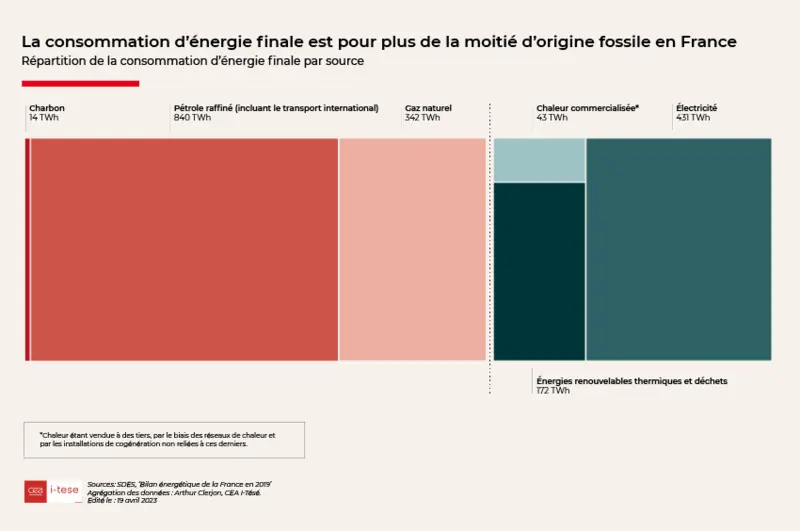 La consommation d'énergie finale est pour plus de la moitié d'origine fossile en France
Répartition de la consommation d'énergie finale par source
Charbon
14 TWh
Pétrole raffiné (incluant le transport international)
840 TWh
Gaz naturel
342 TWh
Chaleur commercialisée*
43 TWh
Électricité
431 TWh
Énergies renouvelables thermiques et déchets
172 TWh
*Chaleur étant vendue à des tiers, par le biais des réseaux de chaleur et
par les installations de cogénération non reliées à ces derniers.
cea
i-tese
Sources: SDES, 'Bilan énergétique de la France en 2019'
Agrégation des données : Arthur Clerjon, CEA I-Tésé.
Edité le : 19 avril 2023